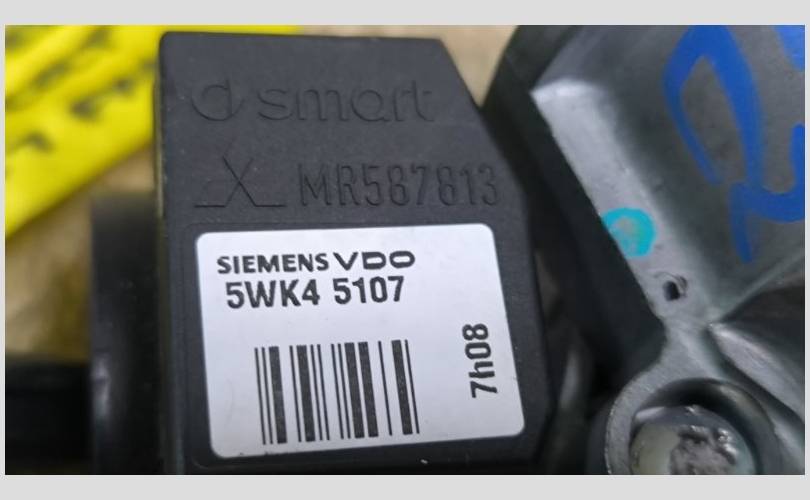 smart
MR587813
SIEMENS VDO
5WK4 5107
7h08